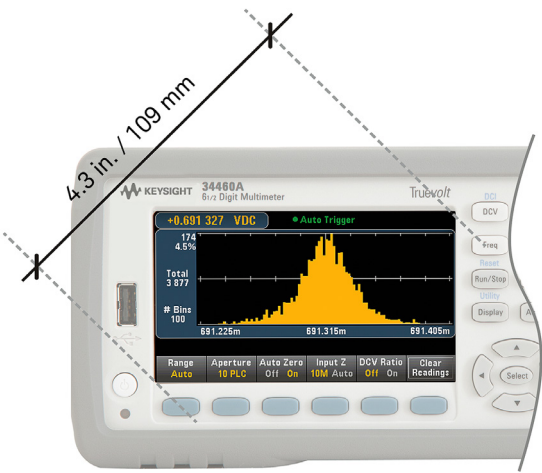 4.3 in. / 109 mm
KEYSIGHT
34460A
6 1/2 Digit Multimeter
Truevolt
DCI
DCV
Freq
Reset
Run/Stop
Utility
Display
A
Select
+0.691 327 VDC
Auto Trigger
174
4.5%
Total
3 877
# Bins
100
691.225m
691.315m
691.405m
Range
Auto
Aperture
10 PLC
Auto Zero
Off On
Input Z
10M Auto
DCV Ratio
Off On
Clear
Readings